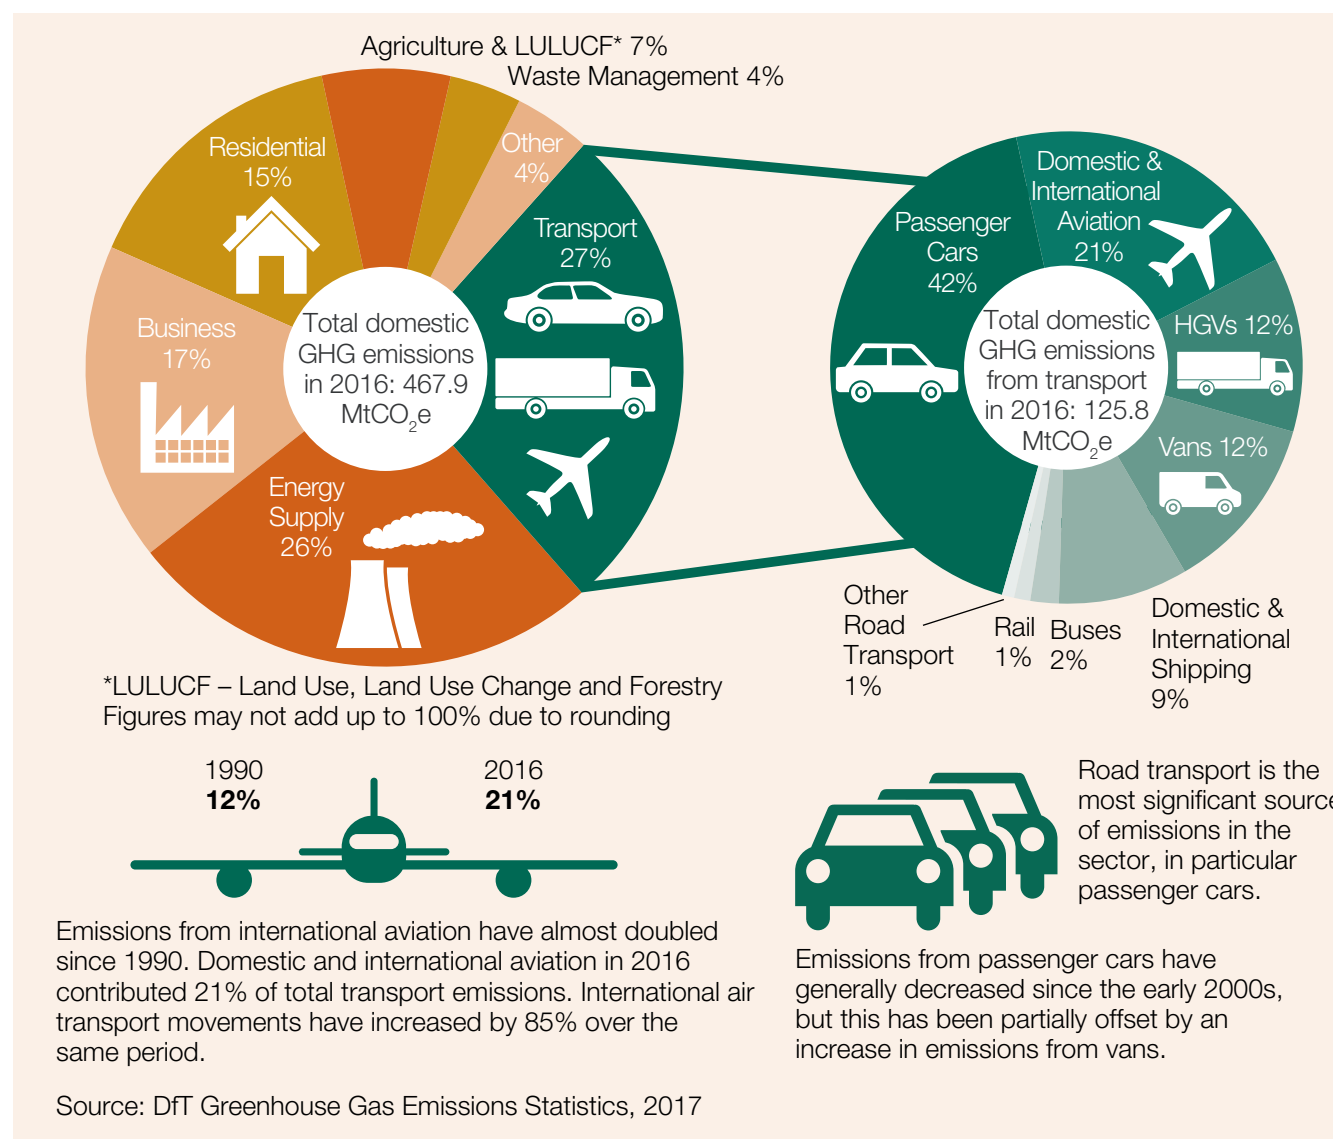 Agriculture & LULUCF* 7%
Waste Management 4%
Other
4%
Residential
15%
Transport
27%
Business
17%
Total domestic
GHG emissions
in 2016: 467.9
MtCO2e
Energy
Supply
26%
Domestic &
International
Aviation
21%
Passenger
Cars
42%
HGVs 12%
Total domestic
GHG emissions
from transport
in 2016: 125.8
MtCO2e
Vans 12%
Other
Road
Transport
1%
Rail
1%
Buses
2%
Domestic &
International
Shipping
9%
*LULUCF – Land Use, Land Use Change and Forestry
Figures may not add up to 100% due to rounding
1990
12%
2016
21%
Emissions from international aviation have almost doubled
since 1990. Domestic and international aviation in 2016
contributed 21% of total transport emissions. International air
transport movements have increased by 85% over the
same period.
Road transport is the
most significant source
of emissions in the
sector, in particular
passenger cars.
Emissions from passenger cars have
generally decreased since the early 2000s,
but this has been partially offset by an
increase in emissions from vans.
Source: DfT Greenhouse Gas Emissions Statistics, 2017